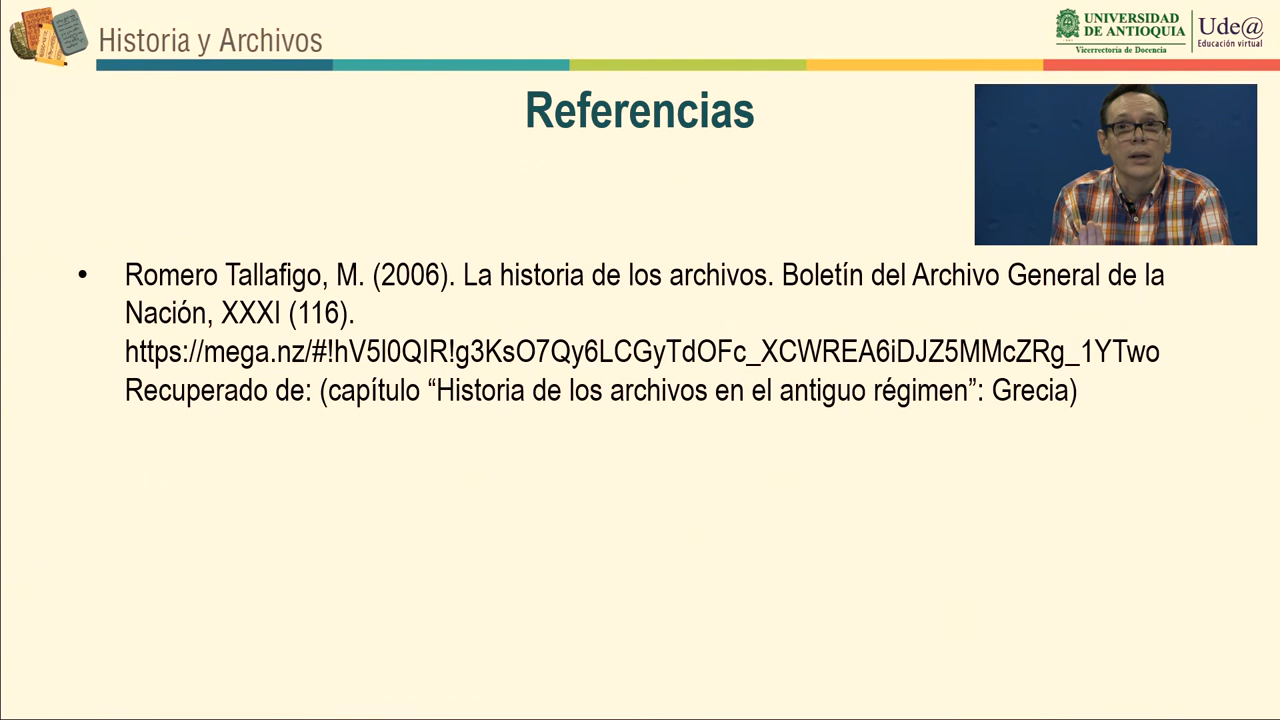 Historia y Archivos
UNIVERSIDAD
DE ANTIOQUIA
Vicerrectoría de Docencia
Ude@
Educación virtual
Referencias
• Romero Tallafigo, M. (2006). La historia de los archivos. Boletín del Archivo General de la
Nación, XXXI (116).
https://mega.nz/#!hV5l0QIR!g3KsO7Qy6LCGyTdOFc_XCWREA6iDJZ5MMcZRg_1YTwo
Recuperado de: (capítulo “Historia de los archivos en el antiguo régimen”: Grecia)